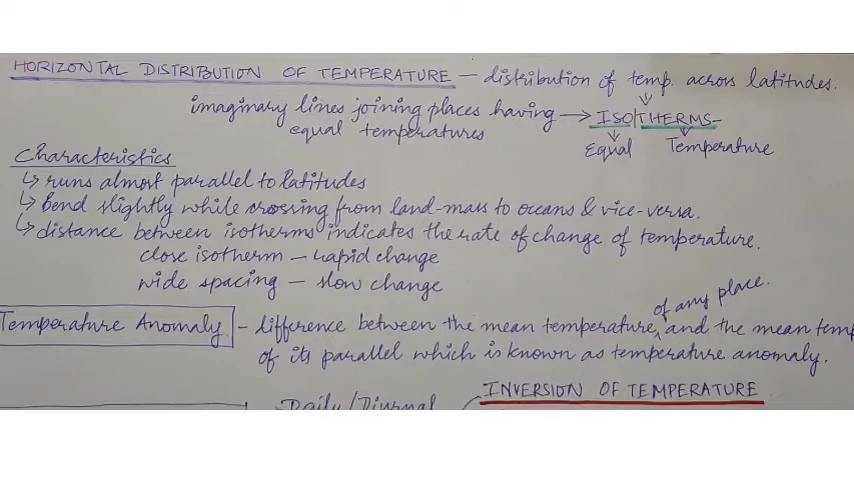 HORIZONTAL DISTRIBUTION OF TEMPERATURE – distribution of temp. across latitudes.
imaginary lines joining places having → ISO|THERMS–
equal temperatures
Equal Temperature
Characteristics
↳ runs almost parallel to latitudes
↳ bend slightly while crossing from land-mass to oceans & vice-versa.
↳ distance between isotherms indicates the rate of change of temperature.
close isotherm – rapid change
wide spacing – slow change
of any place.
Temperature Anomaly – difference between the mean temperature and the mean temp
of its parallel which is known as temperature anomaly.
INVERSION OF TEMPERATURE
Daily/Diurnal